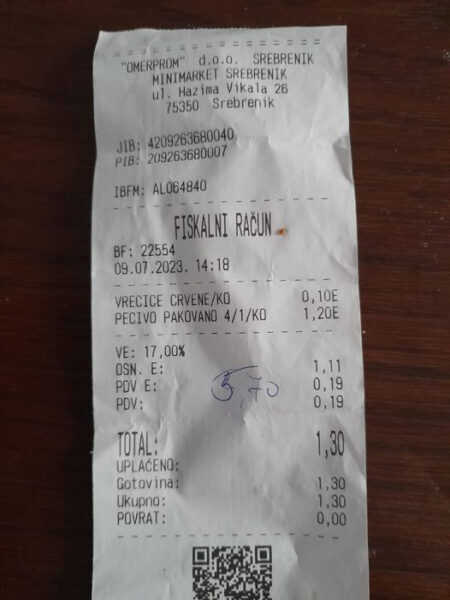 "OMERPROM" d.o.o. SREBRENIK
MINIMARKET SREBRENIK
ul. Hazima Vikala 26
75350 Srebrenik
JIB: 4209263680040
PIB: 209263680007
IBFM: AL064840
FISKALNI RAČUN
BF: 22554
09.07.2023. 14:18
VRECICE CRVENE/KO 0,10E
PECIVO PAKOVANO 4/1/KO 1,20E
VE: 17,00%
OSN. E: 1,11
PDV E: 0,19
PDV: 0,19
5,70
TOTAL: 1,30
UPLAĆENO:
Gotovina: 1,30
Ukupno: 1,30
POVRAT: 0,00